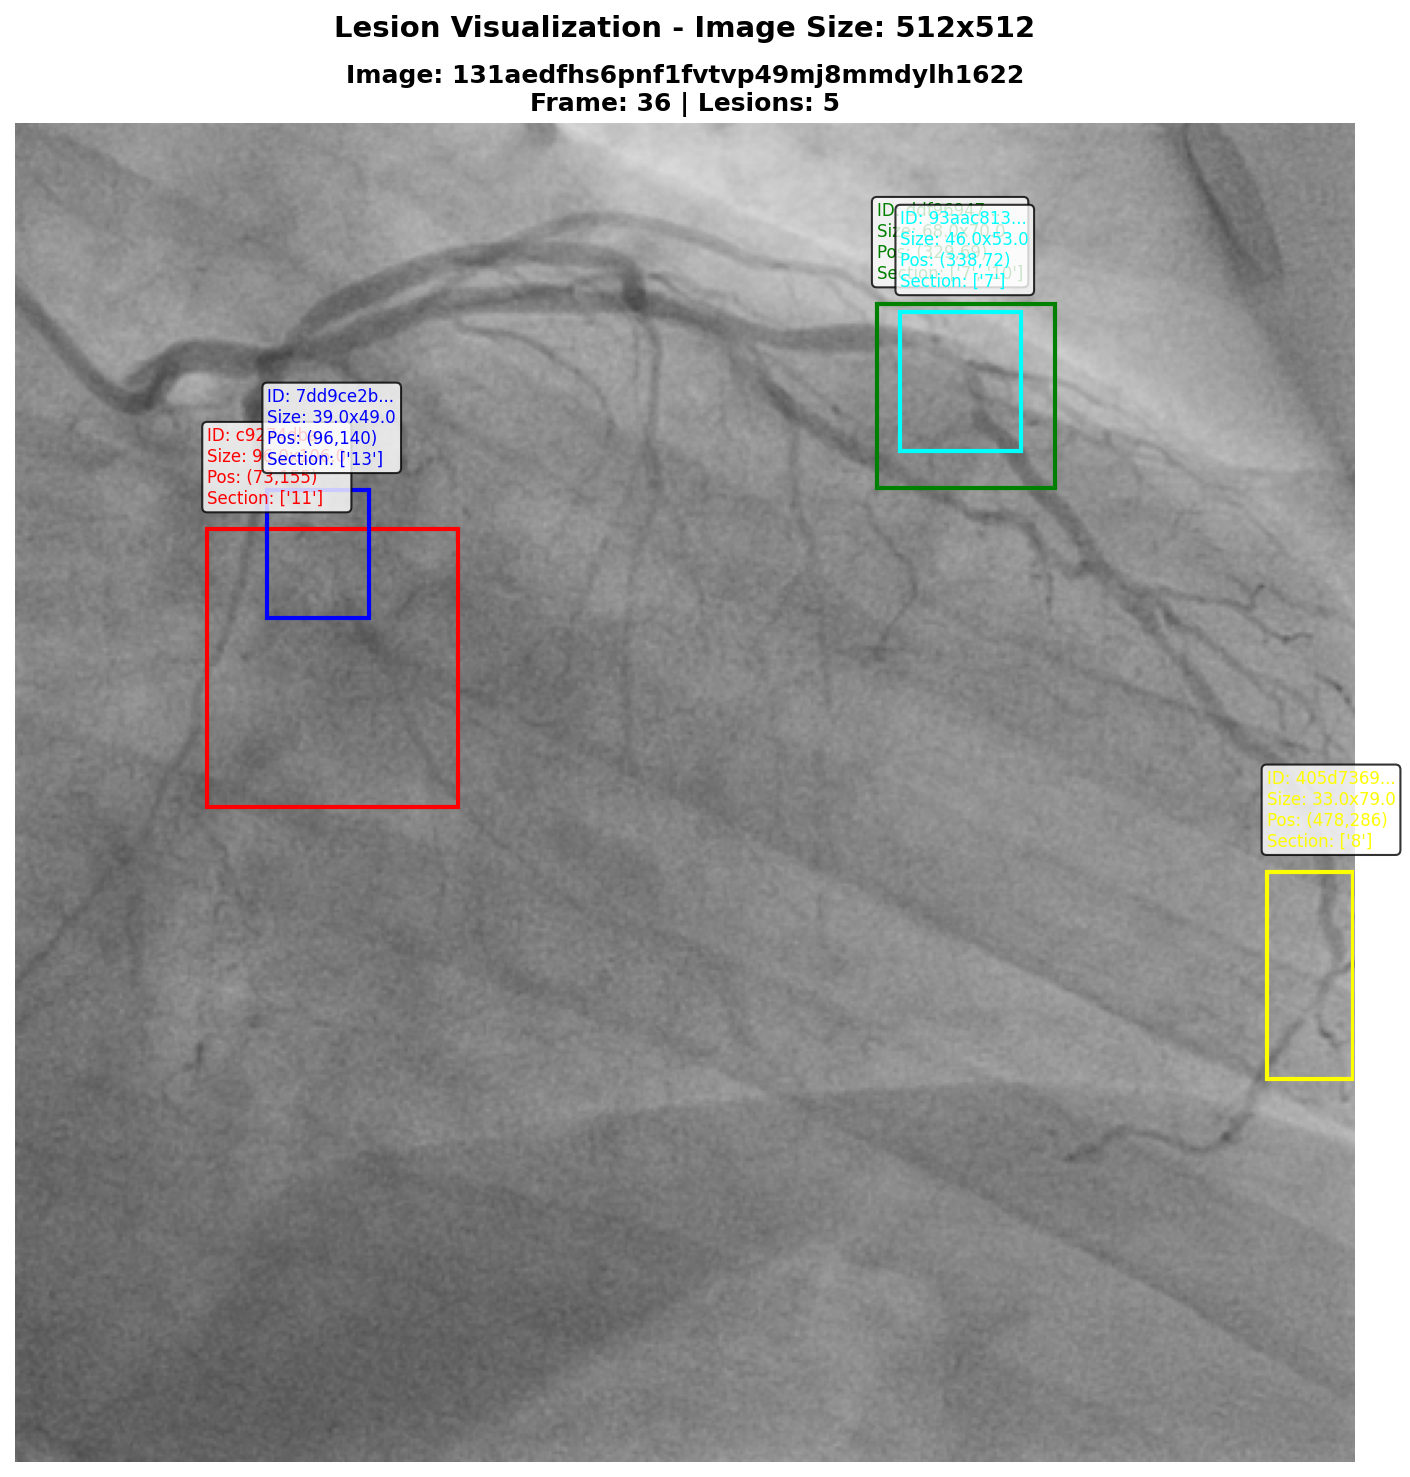 Lesion Visualization - Image Size: 512x512
Image: 131aedfhs6pnf1fvtvp49mj8mmdylh1622
Frame: 36 | Lesions: 5
ID: 93aac813...
Size: 46.0x53.0
Pos: (338,72)
Section: ['7']
ID: 7dd9ce2b...
Size: 39.0x49.0
Pos: (96,140)
Section: ['13']
ID:
Size:
Pos: (73,155)
Section: ['11']
ID: 405d7369...
Size: 33.0x79.0
Pos: (478,286)
Section: ['8']